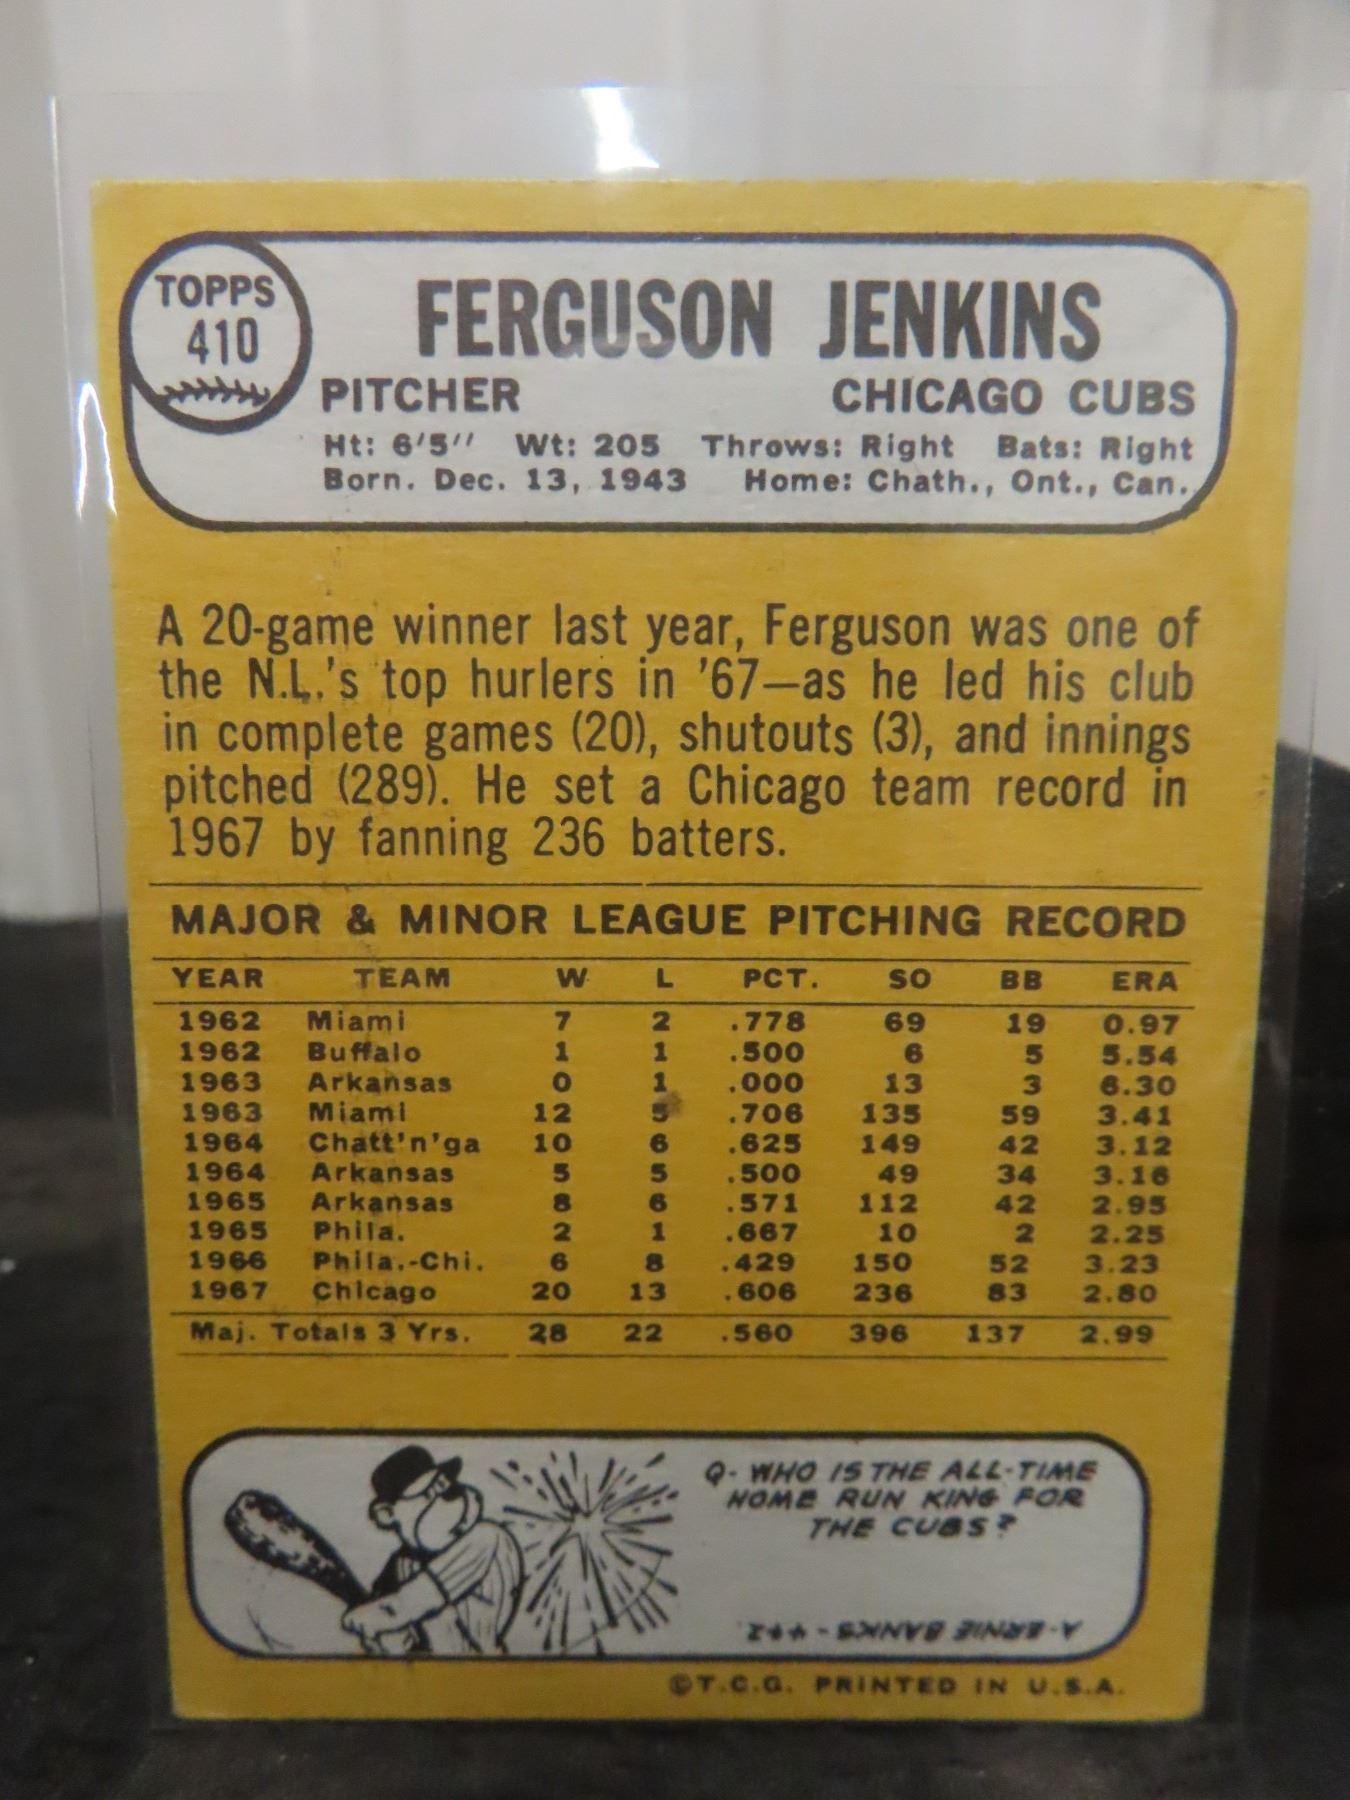 TOPPS
410
FERGUSON JENKINS
PITCHER CHICAGO CUBS
Ht: 6'5'' Wt: 205 Throws: Right Bats: Right
Born. Dec. 13, 1943 Home: Chath., Ont., Can.
A 20-game winner last year, Ferguson was one of
the N.L.'s top hurlers in '67—as he led his club
in complete games (20), shutouts (3), and innings
pitched (289). He set a Chicago team record in
1967 by fanning 236 batters.
MAJOR & MINOR LEAGUE PITCHING RECORD
YEAR TEAM W L PCT. SO BB ERA
1962 Miami 7 2 .778 69 19 0.97
1962 Buffalo 1 1 .500 6 5 5.54
1963 Arkansas 0 1 .000 13 3 6.30
1963 Miami 12 5 .706 135 59 3.41
1964 Chatt'n'ga 10 6 .625 149 42 3.12
1964 Arkansas 5 5 .500 49 34 3.16
1965 Arkansas 8 6 .571 112 42 2.95
1965 Phila. 2 1 .667 10 2 2.25
1966 Phila.-Chi. 6 8 .429 150 52 3.23
1967 Chicago 20 13 .606 236 83 2.80
Maj. Totals 3 Yrs. 28 22 .560 396 137 2.99
Q- WHO IS THE ALL-TIME
HOME RUN KING FOR
THE CUBS?
A-ERNIE BANKS-442
©T.C.G. PRINTED IN U.S.A.